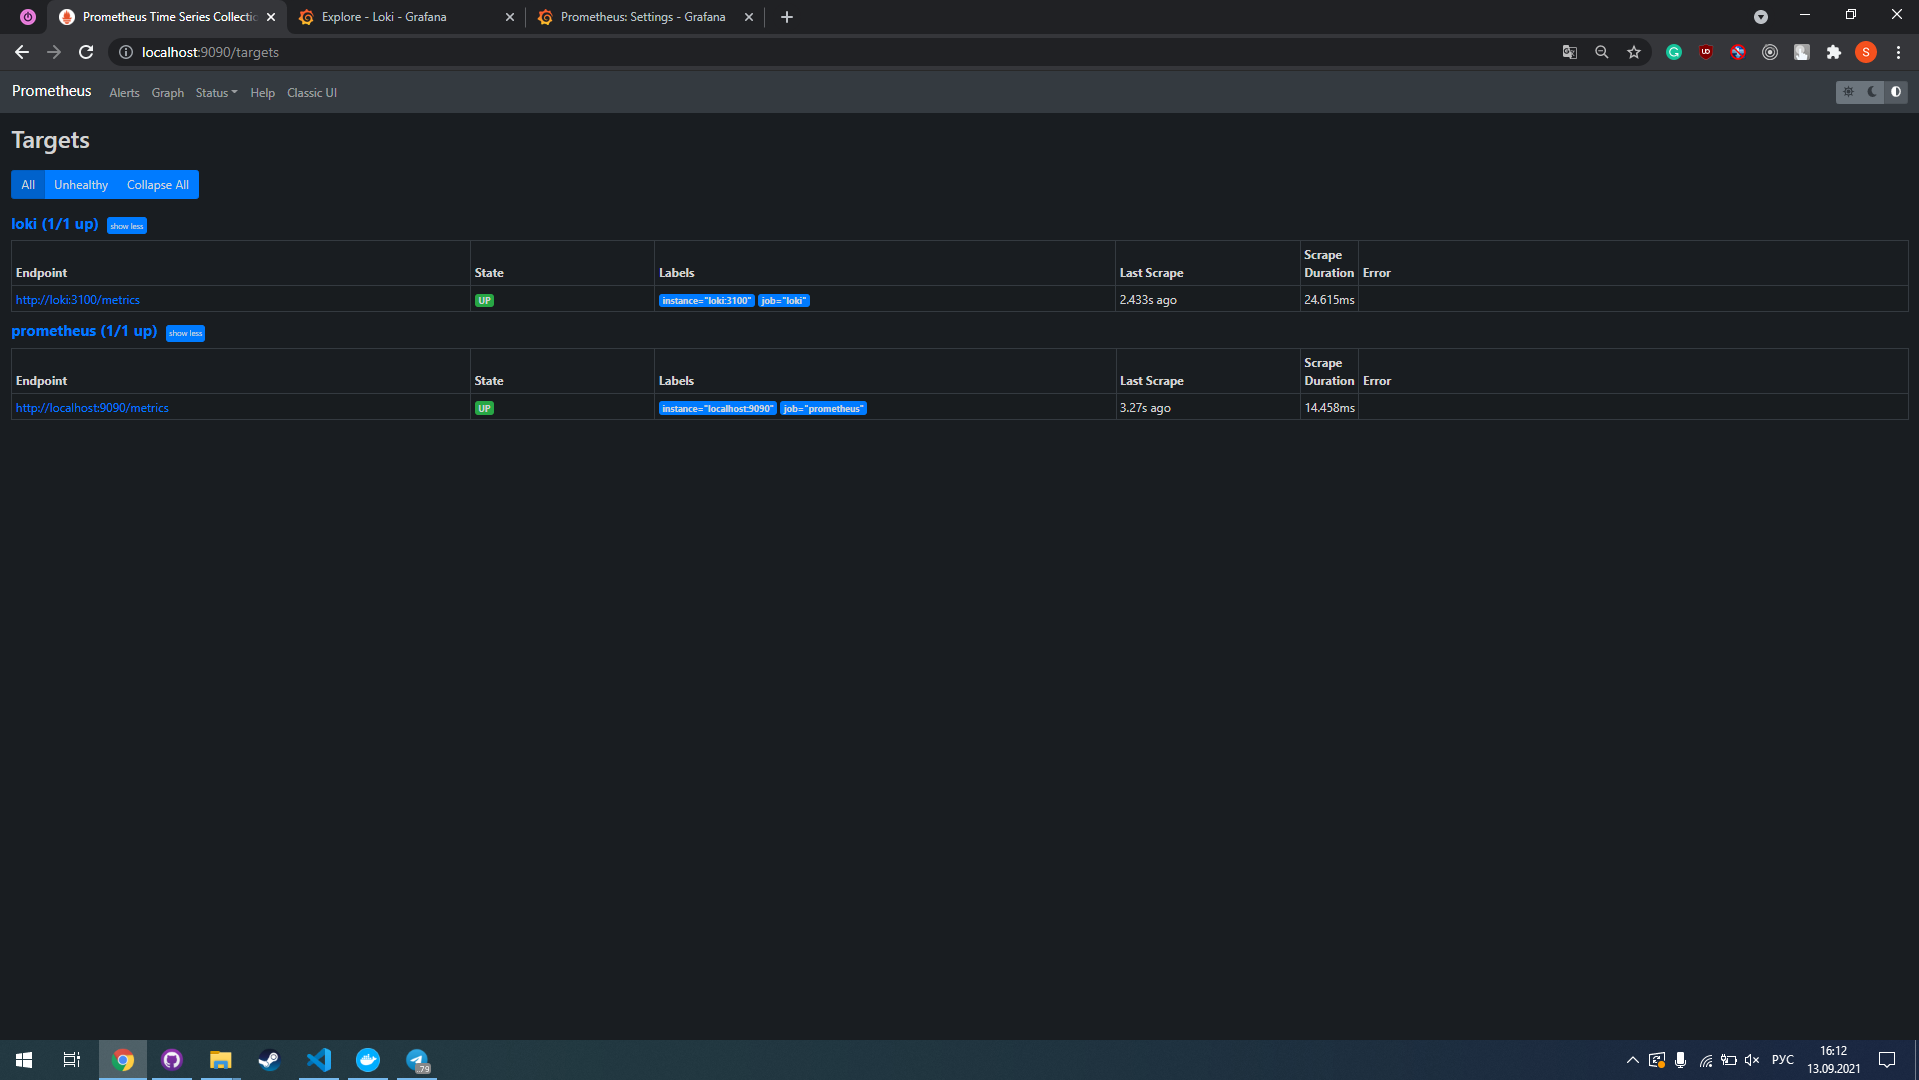 Prometheus Time Series Collectic
Explore - Loki - Grafana
Prometheus: Settings - Grafana
localhost:9090/targets
S
Prometheus Alerts Graph Status Help Classic UI
Targets
All Unhealthy Collapse All
loki (1/1 up) show less
Endpoint State Labels Last Scrape Scrape Duration Error
http://loki:3100/metrics UP instance="loki:3100" job="loki" 2.433s ago 24.615ms
prometheus (1/1 up) show less
Endpoint State Labels Last Scrape Scrape Duration Error
http://localhost:9090/metrics UP instance="localhost:9090" job="prometheus" 3.27s ago 14.458ms
.79
РУС
16:12
13.09.2021